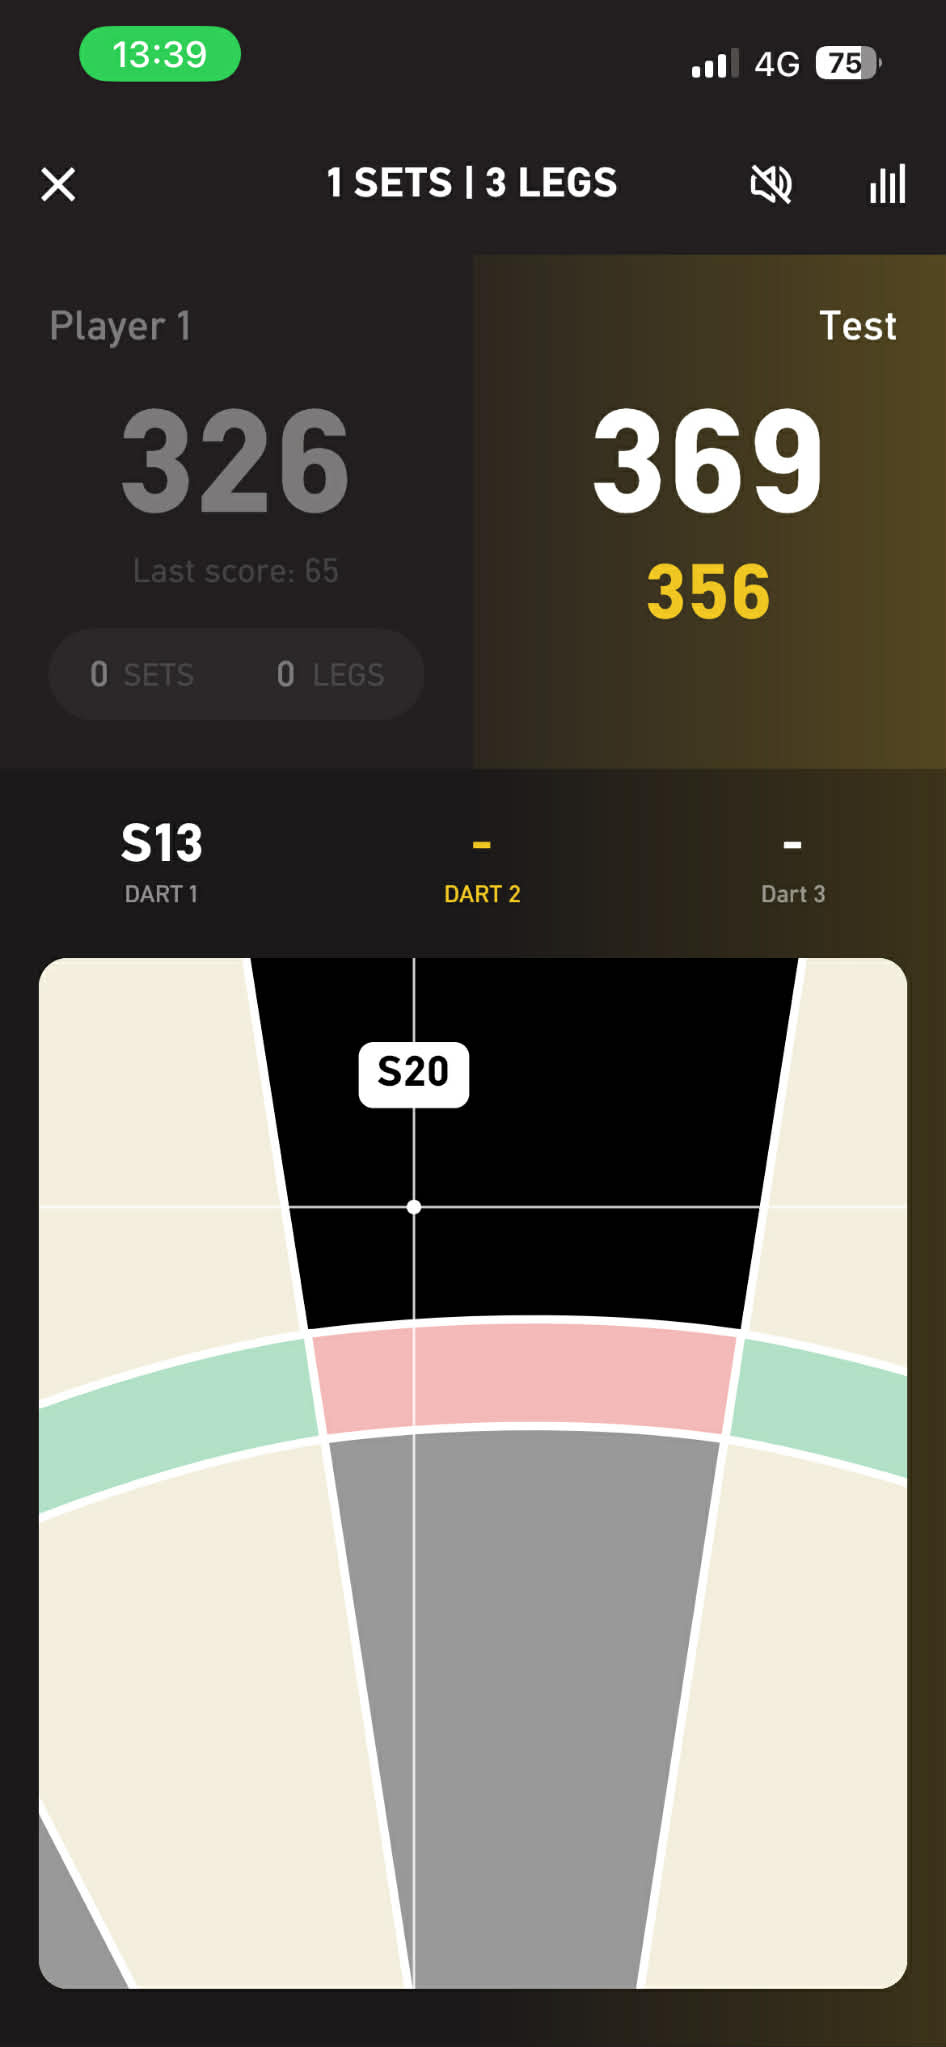 13:39
4G 75
1 SETS | 3 LEGS
Player 1
Test
326
369
Last score: 65
356
0 SETS 0 LEGS
S13 - -
DART 1 DART 2 Dart 3
S20